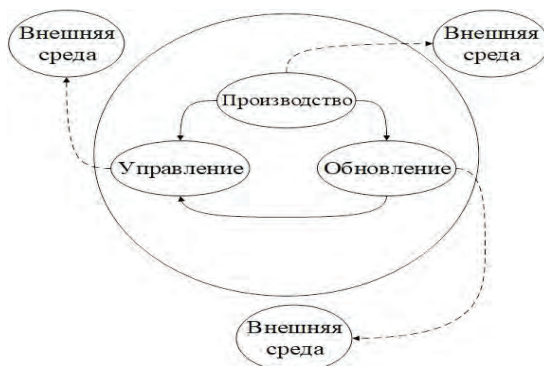 Внешняя
среда
Внешняя
среда
Производство
Управление
Обновление
Внешняя
среда